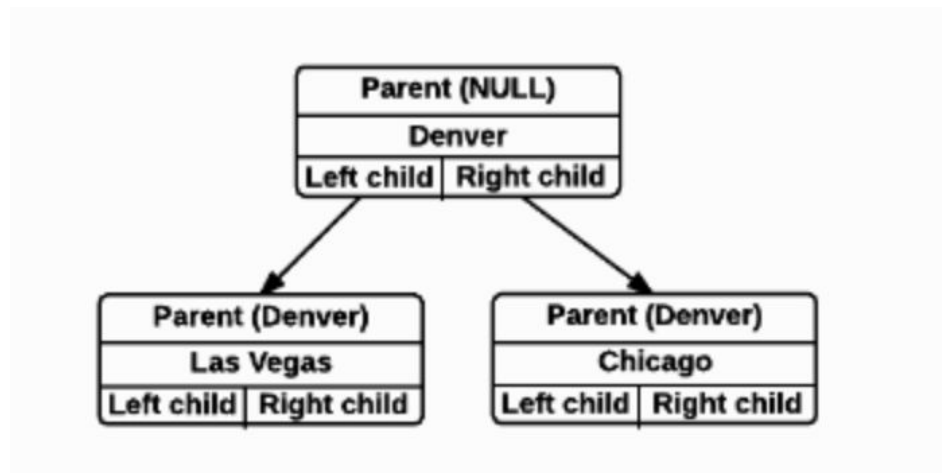 Parent (NULL)
Denver
Left child Right child
Parent (Denver)
Las Vegas
Left child Right child
Parent (Denver)
Chicago
Left child Right child